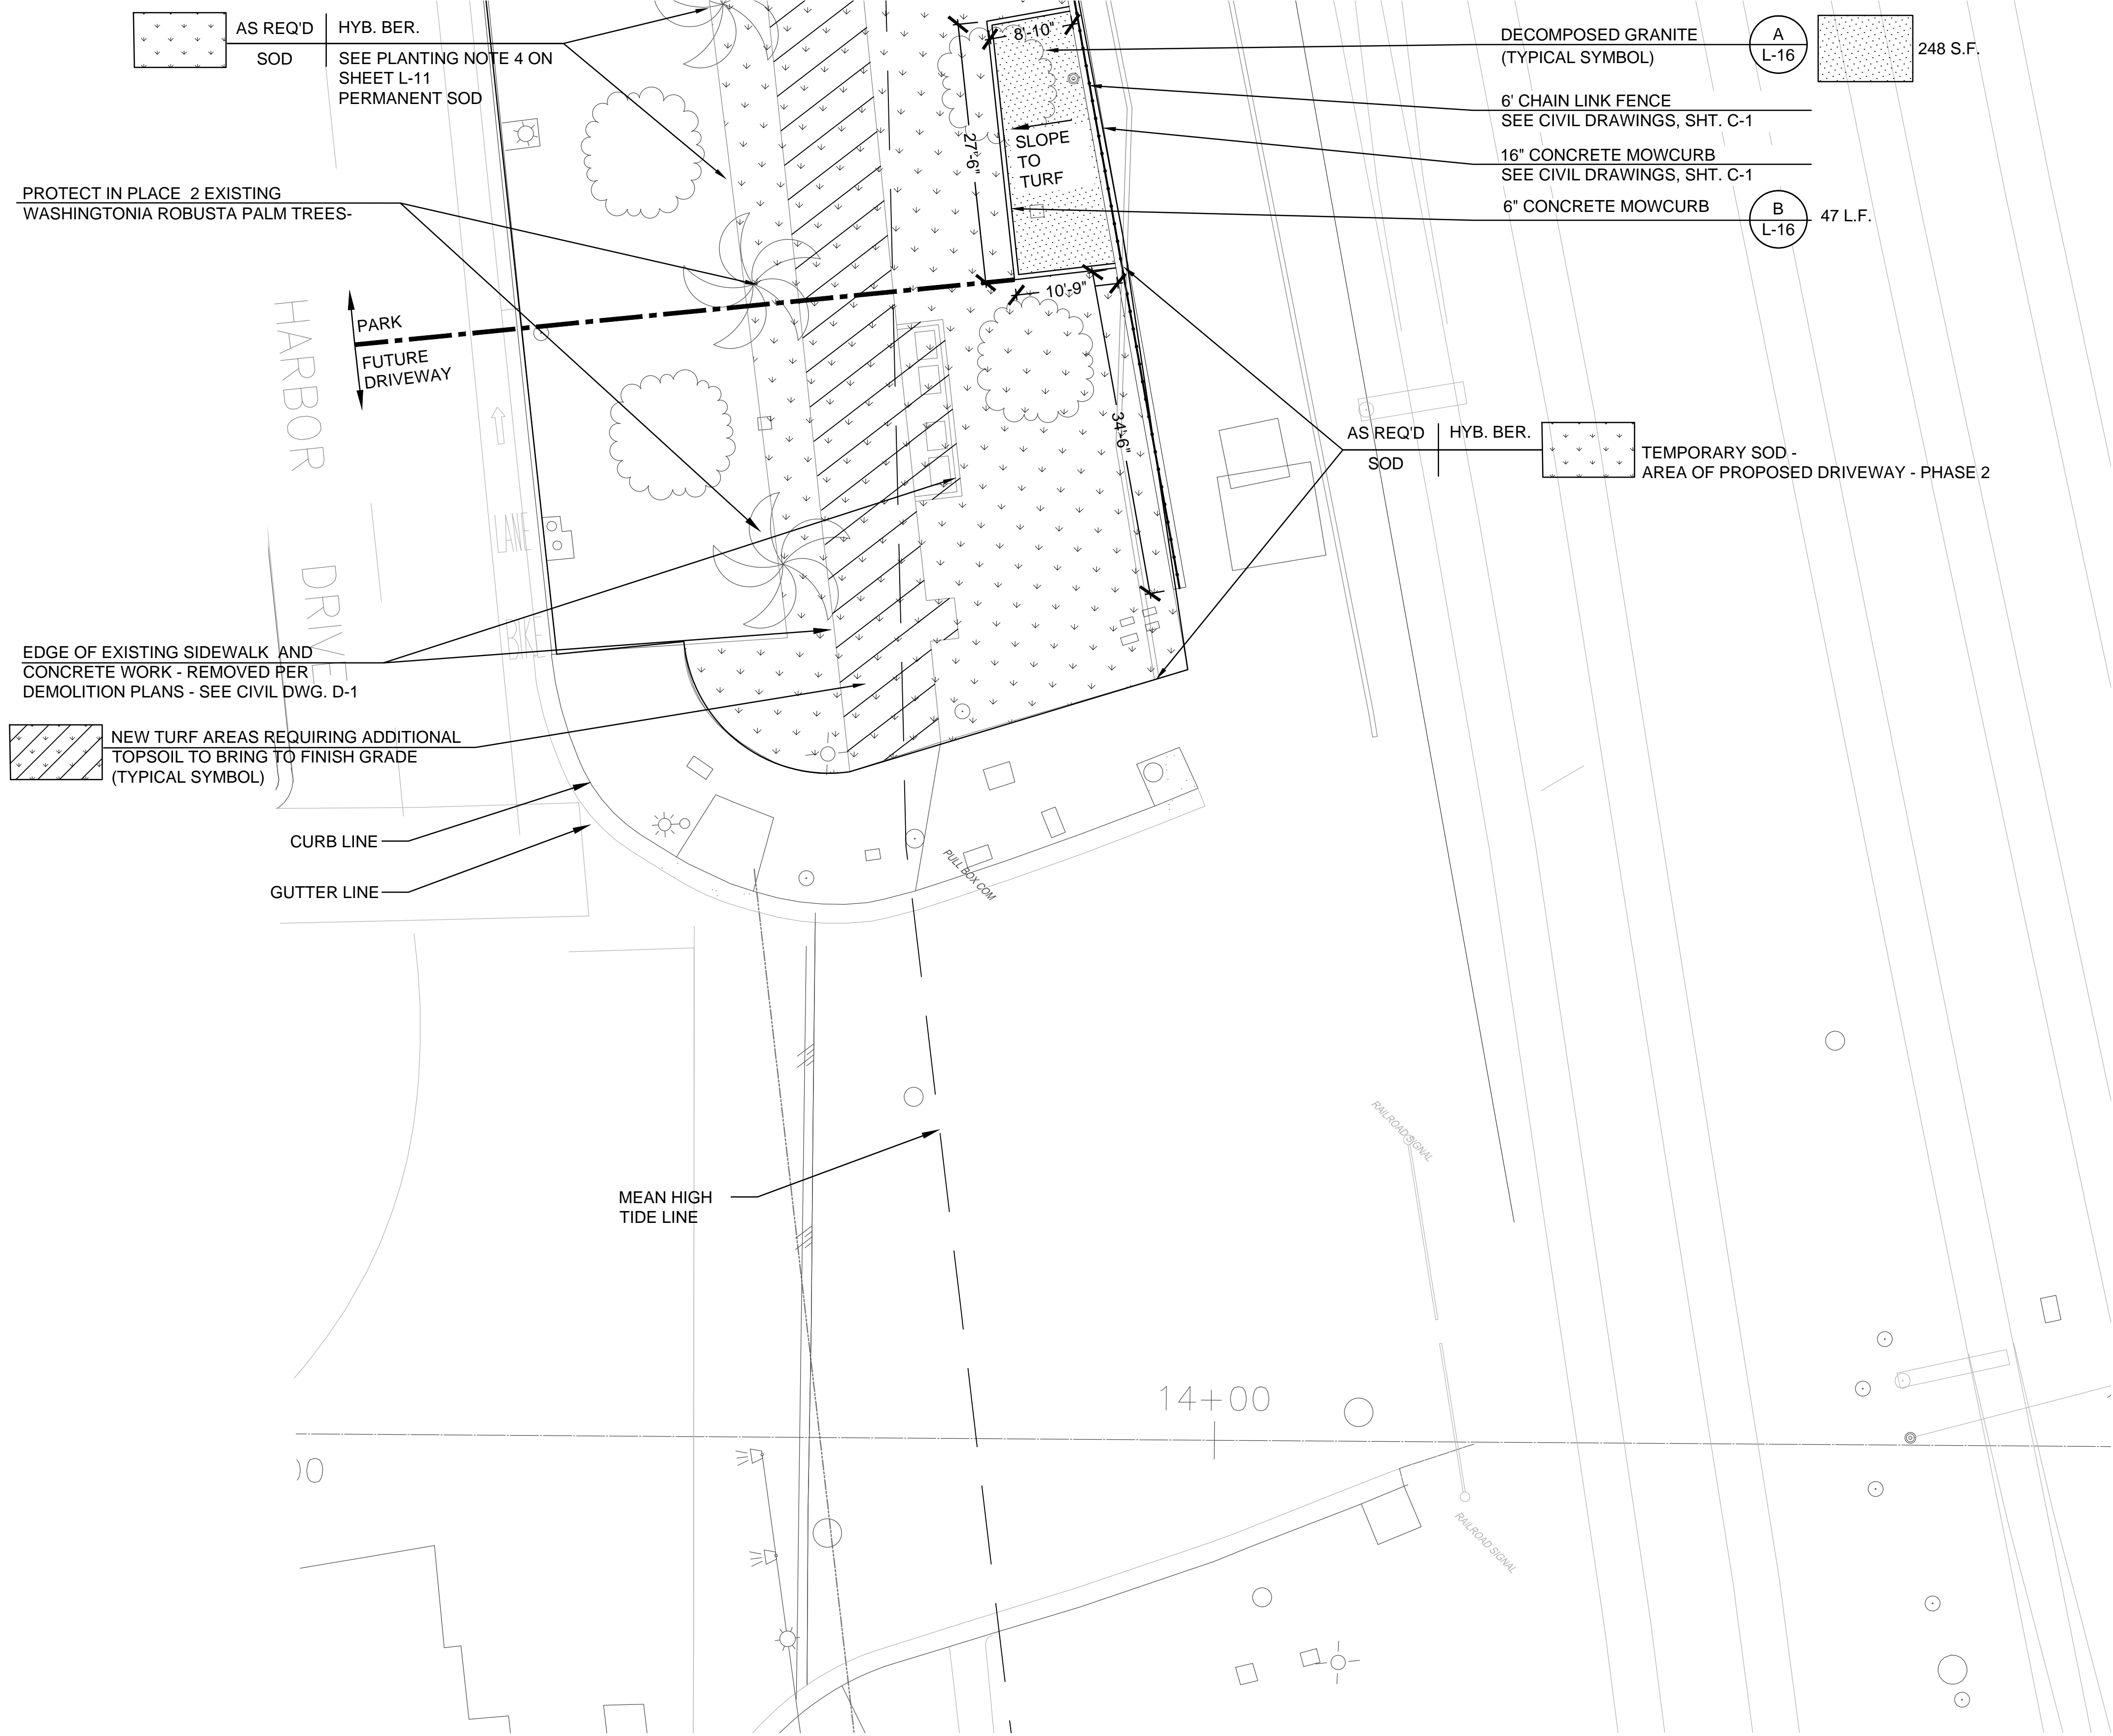 AS REQ'D HYB. BER.
SOD SEE PLANTING NOTE 4 ON
SHEET L-11
PERMANENT SOD
8'-10"
DECOMPOSED GRANITE
(TYPICAL SYMBOL)
A
L-16
248 S.F.
6' CHAIN LINK FENCE
SEE CIVIL DRAWINGS, SHT. C-1
27'-6"
SLOPE
TO
TURF
16" CONCRETE MOWCURB
SEE CIVIL DRAWINGS, SHT. C-1
PROTECT IN PLACE 2 EXISTING
WASHINGTONIA ROBUSTA PALM TREES-
6" CONCRETE MOWCURB
B
L-16
47 L.F.
10'-9"
PARK
FUTURE
DRIVEWAY
HARBOR
DRIVE
34'-6"
AS REQ'D HYB. BER.
SOD
TEMPORARY SOD -
AREA OF PROPOSED DRIVEWAY - PHASE 2
LANE
BIKE
EDGE OF EXISTING SIDEWALK AND
CONCRETE WORK - REMOVED PER
DEMOLITION PLANS - SEE CIVIL DWG. D-1
NEW TURF AREAS REQUIRING ADDITIONAL
TOPSOIL TO BRING TO FINISH GRADE
(TYPICAL SYMBOL)
CURB LINE
GUTTER LINE
PULL BOX COM
RAILROAD SIGNAL
MEAN HIGH
TIDE LINE
14+00
RAILROAD SIGNAL